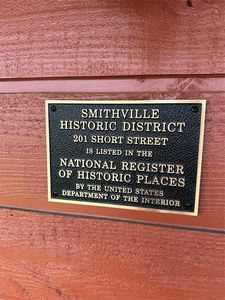 SMITHVILLE
HISTORIC DISTRICT
201 SHORT STREET
IS LISTED IN THE
NATIONAL REGISTER
OF HISTORIC PLACES
BY THE UNITED STATES
DEPARTMENT OF THE INTERIOR